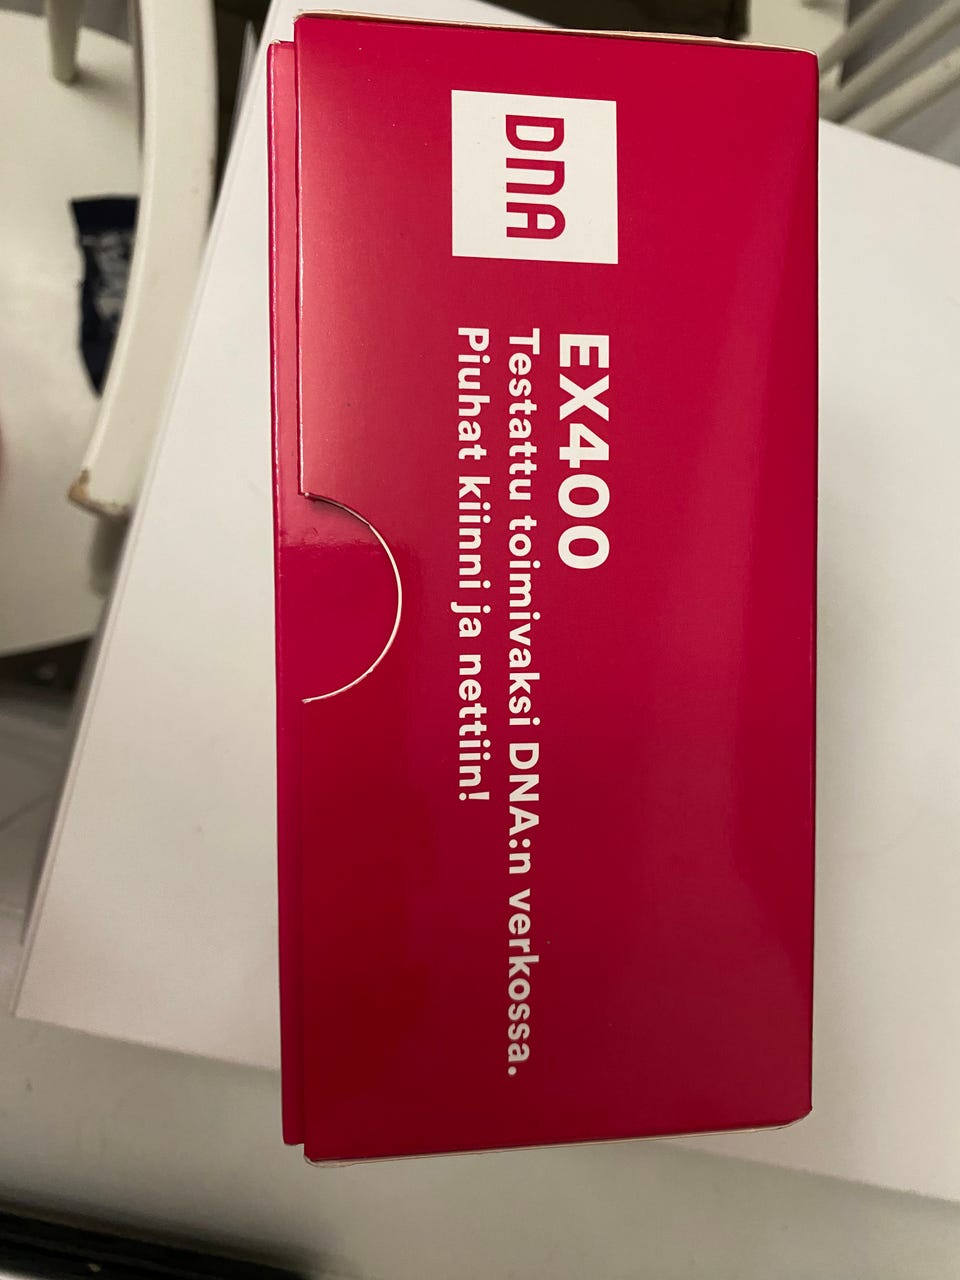 DNA
EX400
Testattu toimivaksi DNA:n verkossa.
Piuhat kiinni ja nettiin!